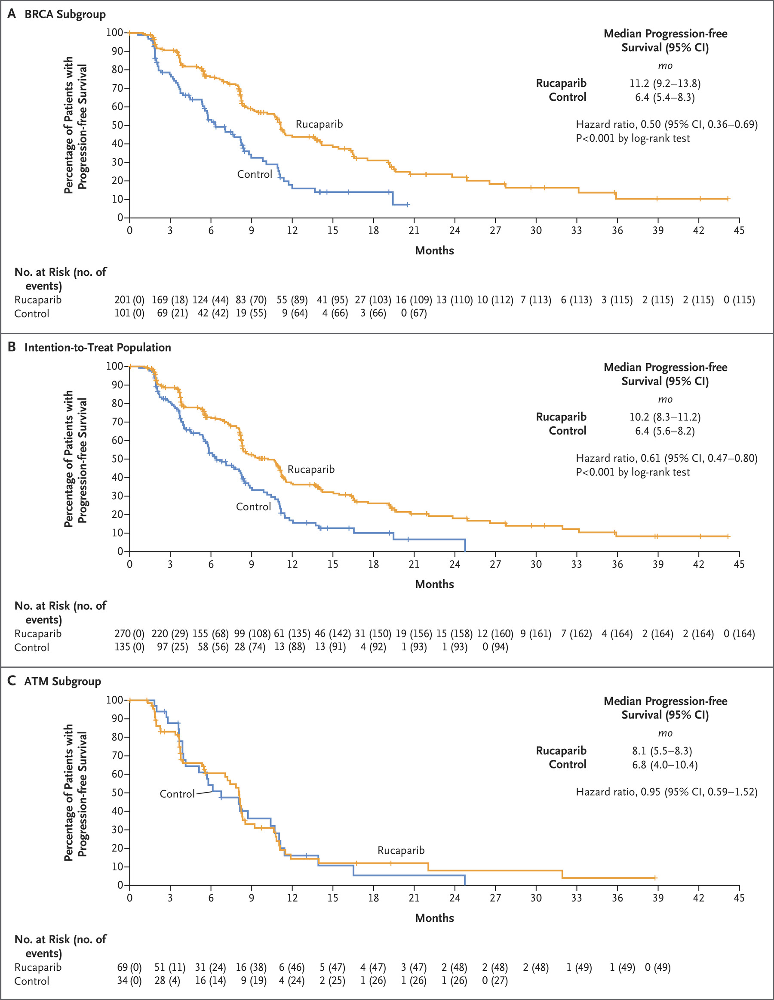 A BRCA Subgroup
Percentage of Patients with
Progression-free Survival
100
90
80
70
60
50
40
30
20
10
0
0 3 6 9 12 15 18 21 24 27 30 33 36 39 42 45
Months
Rucaparib
Control
Median Progression-free
Survival (95% CI)
mo
Rucaparib 11.2 (9.2–13.8)
Control 6.4 (5.4–8.3)
Hazard ratio, 0.50 (95% CI, 0.36–0.69)
P<0.001 by log-rank test
No. at Risk (no. of
events)
Rucaparib 201 (0) 169 (18) 124 (44) 83 (70) 55 (89) 41 (95) 27 (103) 16 (109) 13 (110) 10 (112) 7 (113) 6 (113) 3 (115) 2 (115) 2 (115) 0 (115)
Control 101 (0) 69 (21) 42 (42) 19 (55) 9 (64) 4 (66) 3 (66) 0 (67)
B Intention-to-Treat Population
Percentage of Patients with
Progression-free Survival
100
90
80
70
60
50
40
30
20
10
0
0 3 6 9 12 15 18 21 24 27 30 33 36 39 42 45
Months
Rucaparib
Control
Median Progression-free
Survival (95% CI)
mo
Rucaparib 10.2 (8.3–11.2)
Control 6.4 (5.6–8.2)
Hazard ratio, 0.61 (95% CI, 0.47–0.80)
P<0.001 by log-rank test
No. at Risk (no. of
events)
Rucaparib 270 (0) 220 (29) 155 (68) 99 (108) 61 (135) 46 (142) 31 (150) 19 (156) 15 (158) 12 (160) 9 (161) 7 (162) 4 (164) 2 (164) 2 (164) 0 (164)
Control 135 (0) 97 (25) 58 (56) 28 (74) 13 (88) 13 (91) 4 (92) 1 (93) 1 (93) 0 (94)
C ATM Subgroup
Percentage of Patients with
Progression-free Survival
100
90
80
70
60
50
40
30
20
10
0
0 3 6 9 12 15 18 21 24 27 30 33 36 39 42 45
Months
Control
Rucaparib
Median Progression-free
Survival (95% CI)
mo
Rucaparib 8.1 (5.5–8.3)
Control 6.8 (4.0–10.4)
Hazard ratio, 0.95 (95% CI, 0.59–1.52)
No. at Risk (no. of
events)
Rucaparib 69 (0) 51 (11) 31 (24) 16 (38) 6 (46) 5 (47) 4 (47) 3 (47) 2 (48) 2 (48) 2 (48) 1 (49) 1 (49) 0 (49)
Control 34 (0) 28 (4) 16 (14) 9 (19) 4 (24) 2 (25) 1 (26) 1 (26) 1 (26) 0 (27)